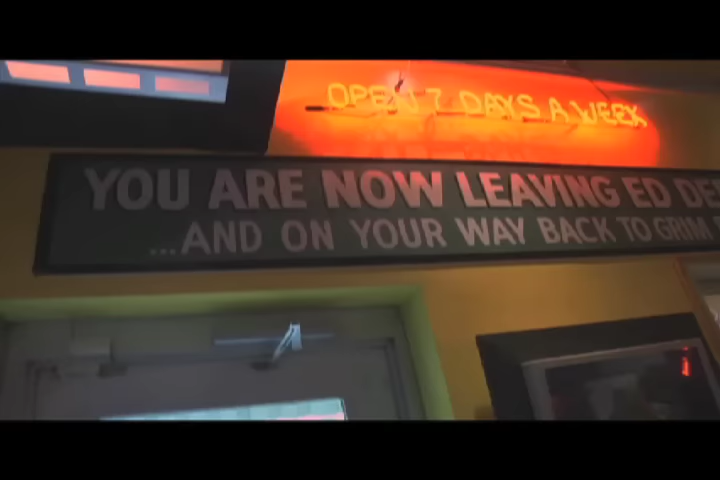 OPEN 7 DAYS A WEEK
YOU ARE NOW LEAVING ED
...AND ON YOUR WAY BACK TO GRIM